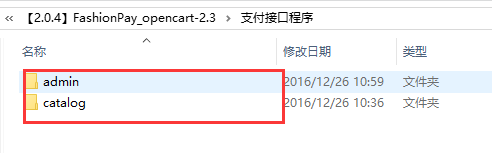 « 【2.0.4】FashionPay_opencart-2.3 › 支付接口程序
名称 修改日期 类型
admin 2016/12/26 10:59 文件夹
catalog 2016/12/26 10:36 文件夹